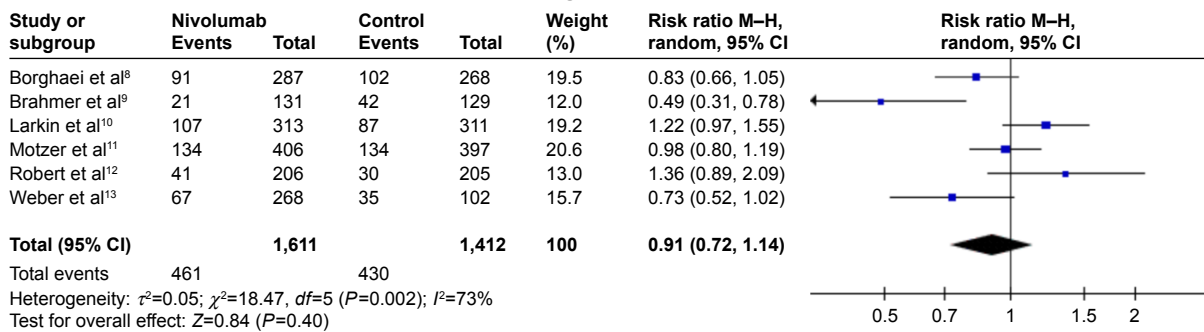 Study or subgroup Nivolumab Events Total Control Events Total Weight (%) Risk ratio M–H, random, 95% CI Risk ratio M–H, random, 95% CI
Borghaei et al⁸ 91 287 102 268 19.5 0.83 (0.66, 1.05)
Brahmer et al⁹ 21 131 42 129 12.0 0.49 (0.31, 0.78)
Larkin et al¹⁰ 107 313 87 311 19.2 1.22 (0.97, 1.55)
Motzer et al¹¹ 134 406 134 397 20.6 0.98 (0.80, 1.19)
Robert et al¹² 41 206 30 205 13.0 1.36 (0.89, 2.09)
Weber et al¹³ 67 268 35 102 15.7 0.73 (0.52, 1.02)
Total (95% CI) 1,611 1,412 100 0.91 (0.72, 1.14)
Total events 461 430
Heterogeneity: τ²=0.05; χ²=18.47, df=5 (P=0.002); I²=73%
Test for overall effect: Z=0.84 (P=0.40)
0.5 0.7 1 1.5 2